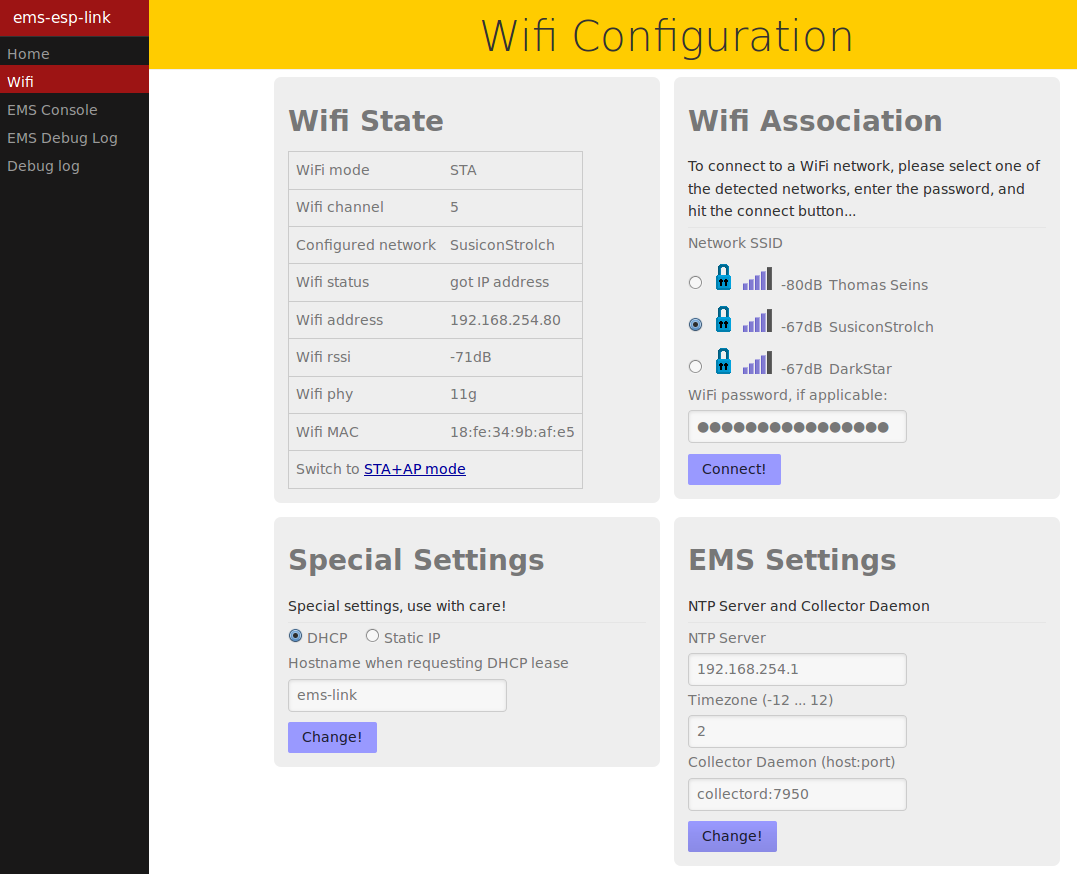 ems-esp-link
Home
Wifi
EMS Console
EMS Debug Log
Debug log
Wifi Configuration
Wifi State
WiFi mode STA
Wifi channel 5
Configured network SusiconStrolch
Wifi status got IP address
Wifi address 192.168.254.80
Wifi rssi -71dB
Wifi phy 11g
Wifi MAC 18:fe:34:9b:af:e5
Switch to STA+AP mode
Wifi Association
To connect to a WiFi network, please select one of
the detected networks, enter the password, and
hit the connect button...
Network SSID
-80dB Thomas Seins
-67dB SusiconStrolch
-67dB DarkStar
WiFi password, if applicable:
●●●●●●●●●●●●●●●●
Connect!
Special Settings
Special settings, use with care!
DHCP Static IP
Hostname when requesting DHCP lease
ems-link
Change!
EMS Settings
NTP Server and Collector Daemon
NTP Server
192.168.254.1
Timezone (-12 ... 12)
2
Collector Daemon (host:port)
collectord:7950
Change!